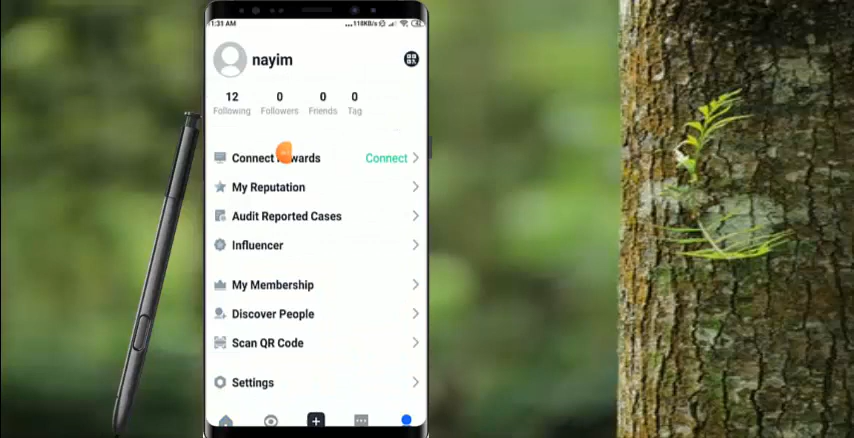 1:31 AM ...118KB/s
nayim
12 0 0 0
Following Followers Friends Tag
Connect Connect
My Reputation
Audit Reported Cases
Influencer
My Membership
Discover People
Scan QR Code
Settings